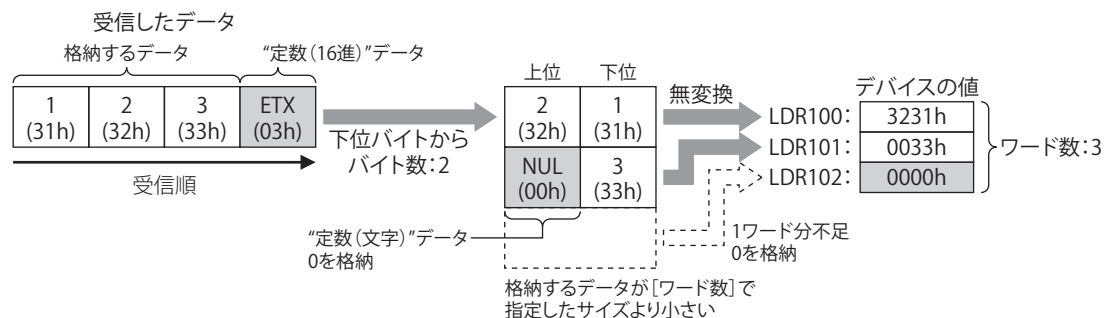 受信したデータ
格納するデータ
“定数（16進）”データ
1
(31h)
2
(32h)
3
(33h)
ETX
(03h)
受信順
下位バイトから
バイト数：2
上位
下位
2
(32h)
1
(31h)
NUL
(00h)
3
(33h)
“定数（文字）”データ
0を格納
格納するデータが［ワード数］で
指定したサイズより小さい
無変換
1ワード分不足
0を格納
デバイスの値
LDR100：
3231h
LDR101：
0033h
LDR102：
0000h
ワード数：3